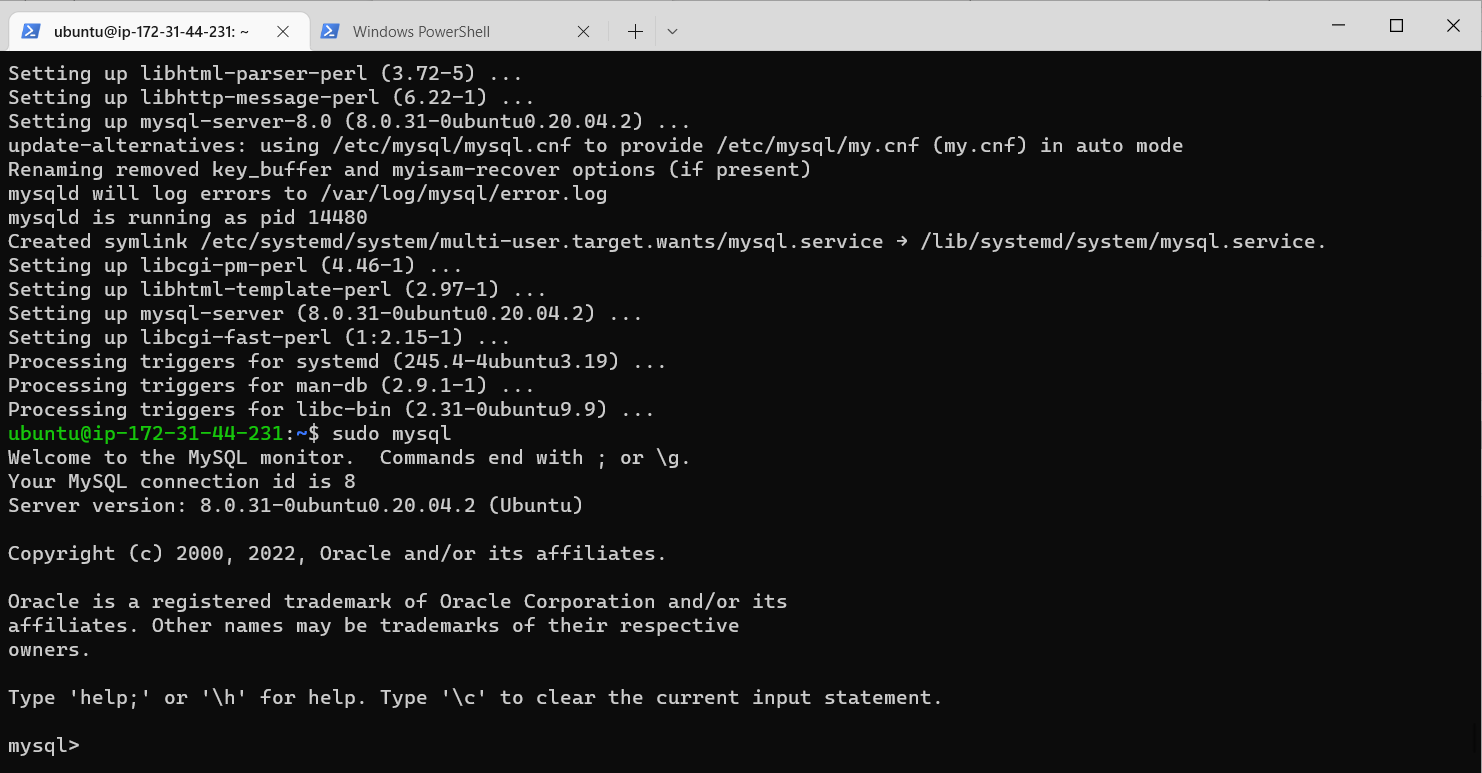 ubuntu@ip-172-31-44-231: ~
Windows PowerShell
Setting up libhtml-parser-perl (3.72-5) ...
Setting up libhttp-message-perl (6.22-1) ...
Setting up mysql-server-8.0 (8.0.31-0ubuntu0.20.04.2) ...
update-alternatives: using /etc/mysql/mysql.cnf to provide /etc/mysql/my.cnf (my.cnf) in auto mode
Renaming removed key_buffer and myisam-recover options (if present)
mysqld will log errors to /var/log/mysql/error.log
mysqld is running as pid 14480
Created symlink /etc/systemd/system/multi-user.target.wants/mysql.service → /lib/systemd/system/mysql.service.
Setting up libcgi-pm-perl (4.46-1) ...
Setting up libhtml-template-perl (2.97-1) ...
Setting up mysql-server (8.0.31-0ubuntu0.20.04.2) ...
Setting up libcgi-fast-perl (1:2.15-1) ...
Processing triggers for systemd (245.4-4ubuntu3.19) ...
Processing triggers for man-db (2.9.1-1) ...
Processing triggers for libc-bin (2.31-0ubuntu9.9) ...
ubuntu@ip-172-31-44-231:~$ sudo mysql
Welcome to the MySQL monitor.  Commands end with ; or \g.
Your MySQL connection id is 8
Server version: 8.0.31-0ubuntu0.20.04.2 (Ubuntu)

Copyright (c) 2000, 2022, Oracle and/or its affiliates.

Oracle is a registered trademark of Oracle Corporation and/or its
affiliates. Other names may be trademarks of their respective
owners.

Type 'help;' or '\h' for help. Type '\c' to clear the current input statement.

mysql>